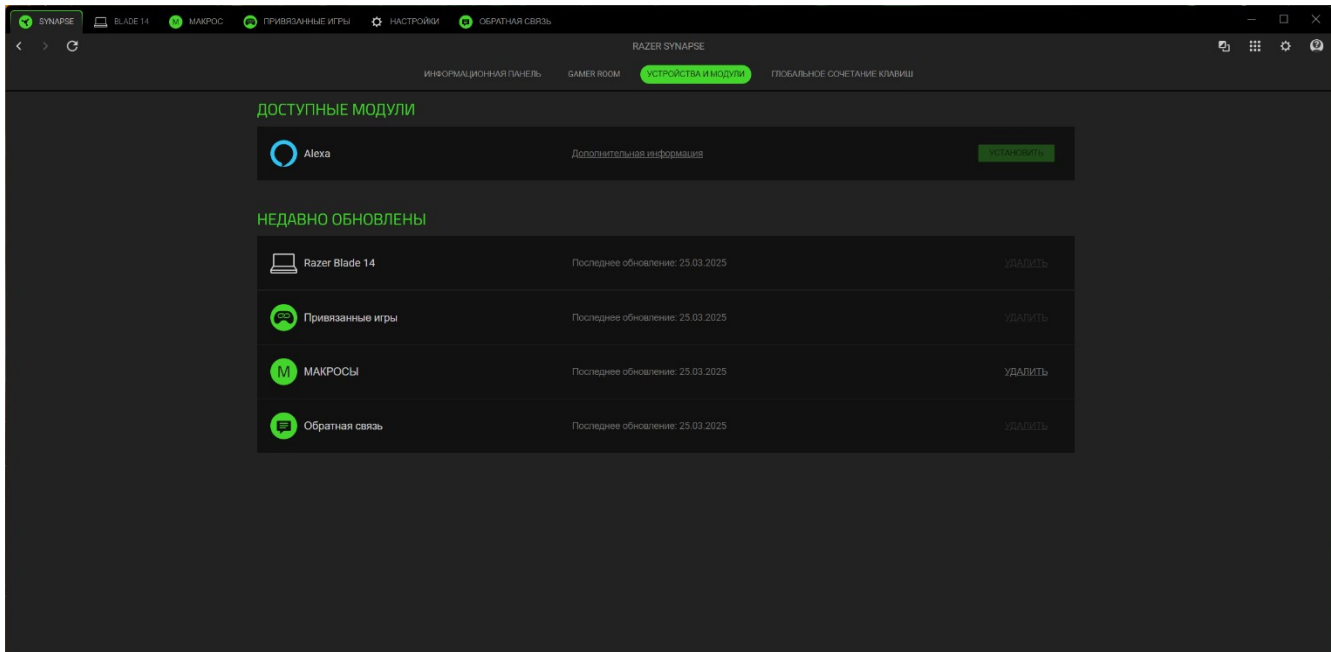 SYNAPSE BLADE 14 М МАКРОС ПРИВЯЗАННЫЕ ИГРЫ НАСТРОЙКИ ОБРАТНАЯ СВЯЗЬ
RAZER SYNAPSE
ИНФОРМАЦИОННАЯ ПАНЕЛЬ GAMER ROOM УСТРОЙСТВА И МОДУЛИ ГЛОБАЛЬНОЕ СОЧЕТАНИЕ КЛАВИШ
ДОСТУПНЫЕ МОДУЛИ
Alexa Дополнительная информация УСТАНОВИТЬ
НЕДАВНО ОБНОВЛЕНЫ
Razer Blade 14 Последнее обновление: 25.03.2025 УДАЛИТЬ
Привязанные игры Последнее обновление: 25.03.2025 УДАЛИТЬ
М МАКРОСЫ Последнее обновление: 25.03.2025 УДАЛИТЬ
Обратная связь Последнее обновление: 25.03.2025 УДАЛИТЬ